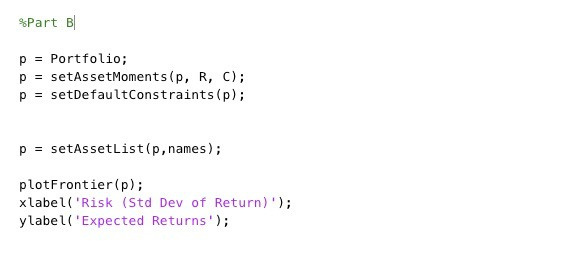 %Part B
p = Portfolio;
p = setAssetMoments(p, R, C);
p = setDefaultConstraints(p);
p = setAssetList(p,names);
plotFrontier(p);
xlabel('Risk (Std Dev of Return)');
ylabel('Expected Returns');